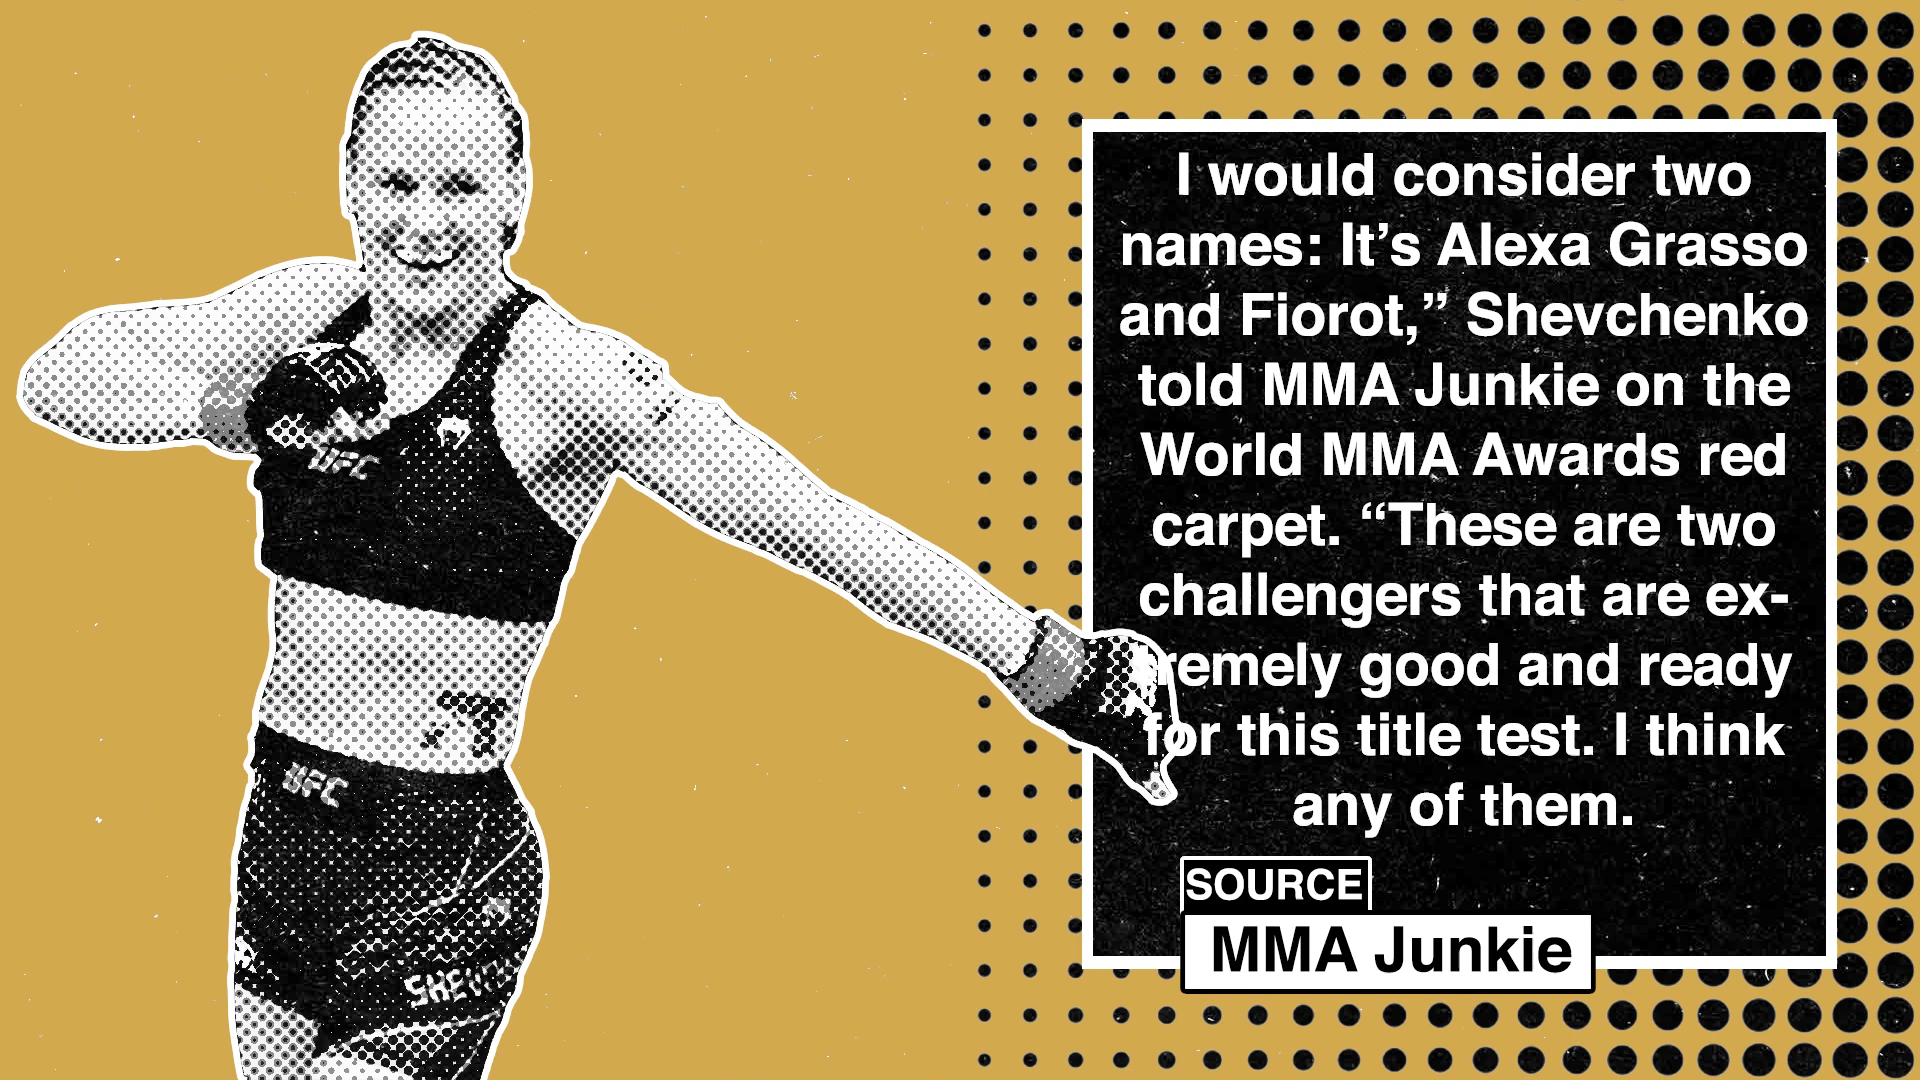 I would consider two
names: It’s Alexa Grasso
and Fiorot,” Shevchenko
told MMA Junkie on the
World MMA Awards red
carpet. “These are two
challengers that are ex-
tremely good and ready
for this title test. I think
any of them.
SOURCE
MMA Junkie
UFC
UFC